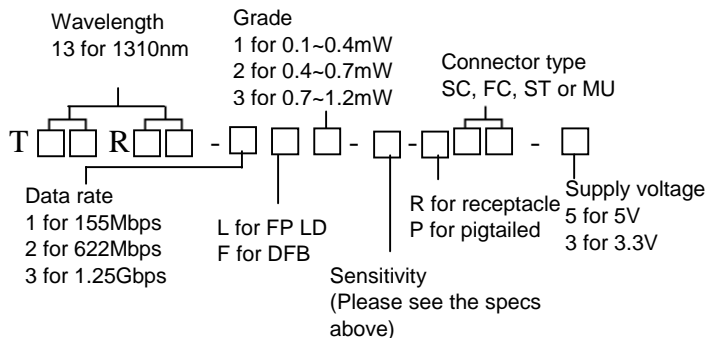 Wavelength
13 for 1310nm
Grade
1 for 0.1~0.4mW
2 for 0.4~0.7mW
3 for 0.7~1.2mW
Connector type
SC, FC, ST or MU
T R - - - -
Data rate
1 for 155Mbps
2 for 622Mbps
3 for 1.25Gbps
L for FP LD
F for DFB
Sensitivity
(Please see the specs
above)
R for receptacle
P for pigtailed
Supply voltage
5 for 5V
3 for 3.3V